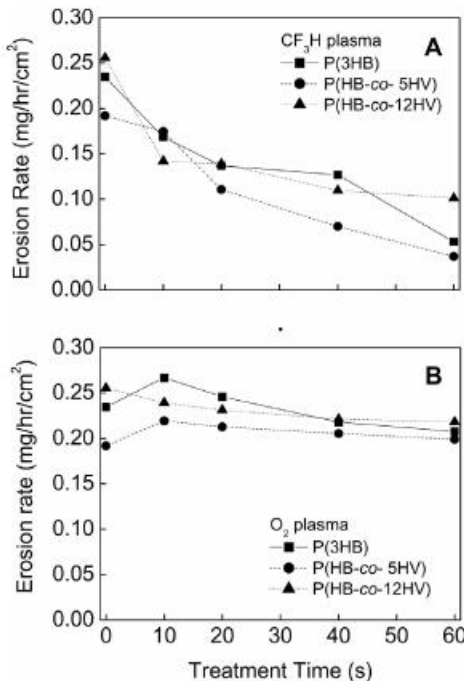 0.30
0.25
0.20
0.15
0.10
0.05
0.00
Erosion Rate (mg/hr/cm²)
A
CF₃H plasma
P(3HB)
P(HB-co- 5HV)
P(HB-co-12HV)
0.30
0.25
0.20
0.15
0.10
0.05
0.00
Erosion rate (mg/hr/cm²)
B
O₂ plasma
P(3HB)
P(HB-co- 5HV)
P(HB-co-12HV)
0 10 20 30 40 50 60
Treatment Time (s)